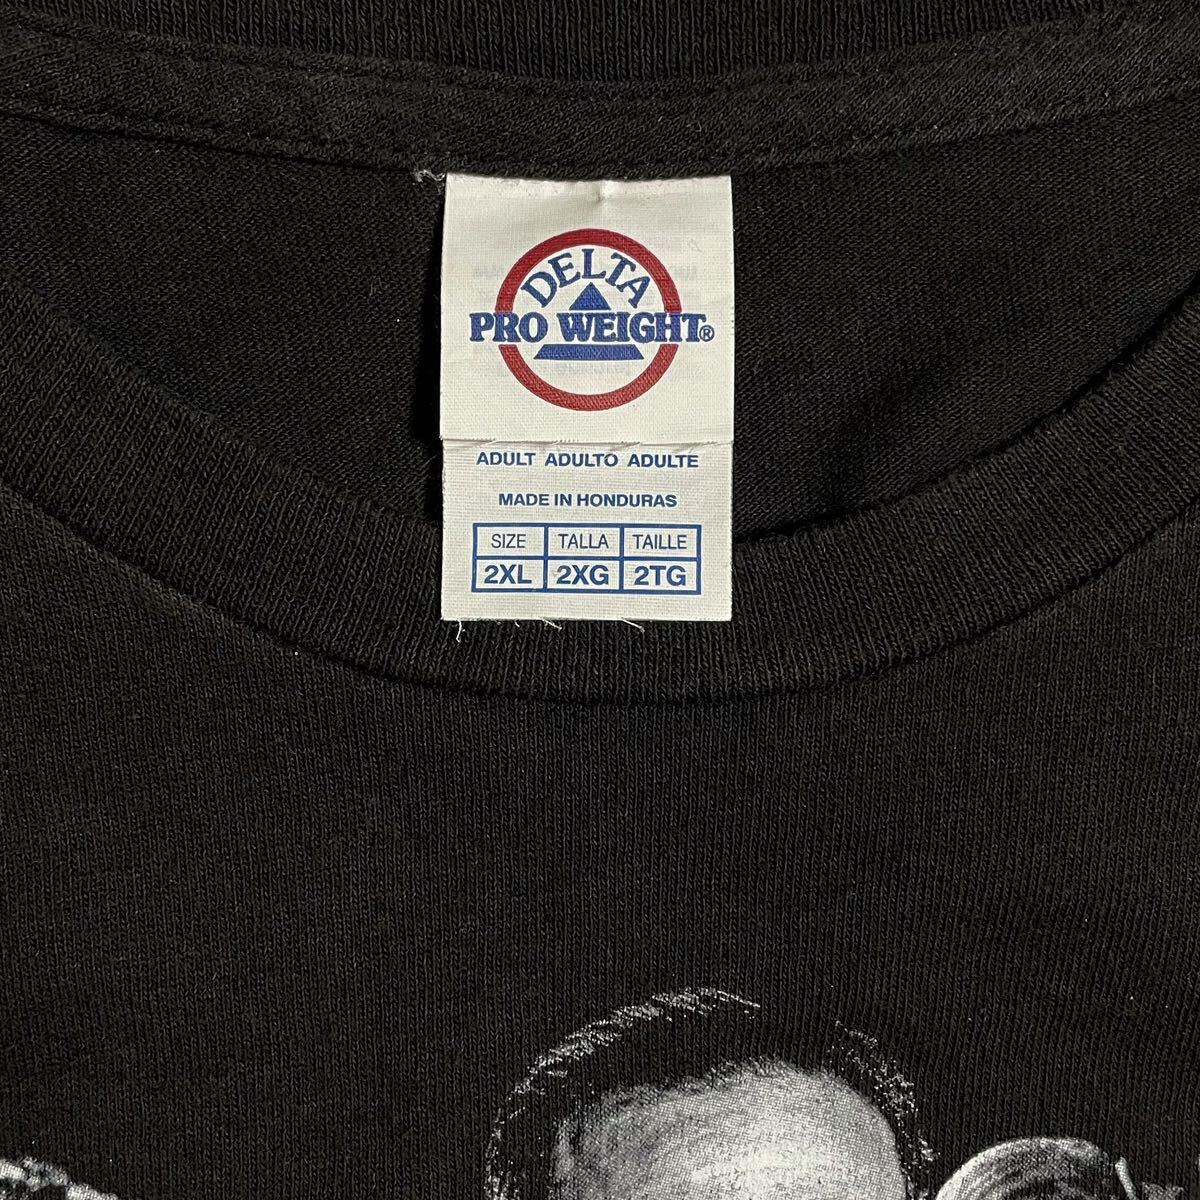 DELTA
PRO WEIGHT®
ADULT ADULTO ADULTE
MADE IN HONDURAS
SIZE TALLA TAILLE
2XL 2XG 2TG